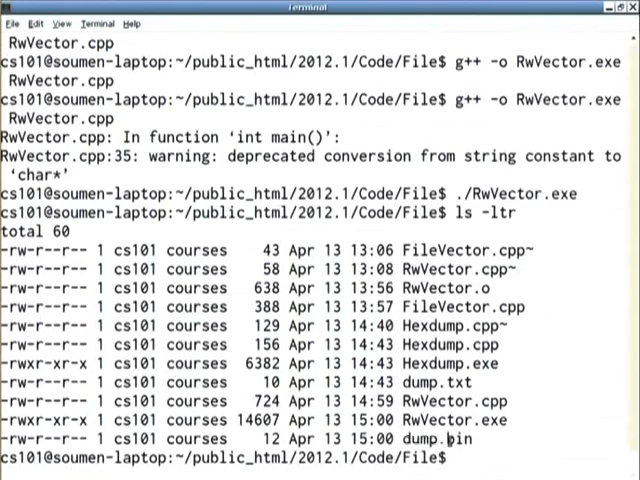 Terminal
File Edit View Terminal Help
RwVector.cpp
cs101@soumen-laptop:~/public_html/2012.1/Code/File$ g++ -o RwVector.exe
RwVector.cpp
cs101@soumen-laptop:~/public_html/2012.1/Code/File$ g++ -o RwVector.exe
RwVector.cpp
RwVector.cpp: In function ‘int main()’:
RwVector.cpp:35: warning: deprecated conversion from string constant to
‘char*’
cs101@soumen-laptop:~/public_html/2012.1/Code/File$ ./RwVector.exe
cs101@soumen-laptop:~/public_html/2012.1/Code/File$ ls -ltr
total 60
-rw-r--r-- 1 cs101 courses 43 Apr 13 13:06 FileVector.cpp~
-rw-r--r-- 1 cs101 courses 58 Apr 13 13:08 RwVector.cpp~
-rw-r--r-- 1 cs101 courses 638 Apr 13 13:56 RwVector.o
-rw-r--r-- 1 cs101 courses 388 Apr 13 13:57 FileVector.cpp
-rw-r--r-- 1 cs101 courses 129 Apr 13 14:40 Hexdump.cpp~
-rw-r--r-- 1 cs101 courses 156 Apr 13 14:43 Hexdump.cpp
-rwxr-xr-x 1 cs101 courses 6382 Apr 13 14:43 Hexdump.exe
-rw-r--r-- 1 cs101 courses 10 Apr 13 14:43 dump.txt
-rw-r--r-- 1 cs101 courses 724 Apr 13 14:59 RwVector.cpp
-rwxr-xr-x 1 cs101 courses 14607 Apr 13 15:00 RwVector.exe
-rw-r--r-- 1 cs101 courses 12 Apr 13 15:00 dump.bin
cs101@soumen-laptop:~/public_html/2012.1/Code/File$